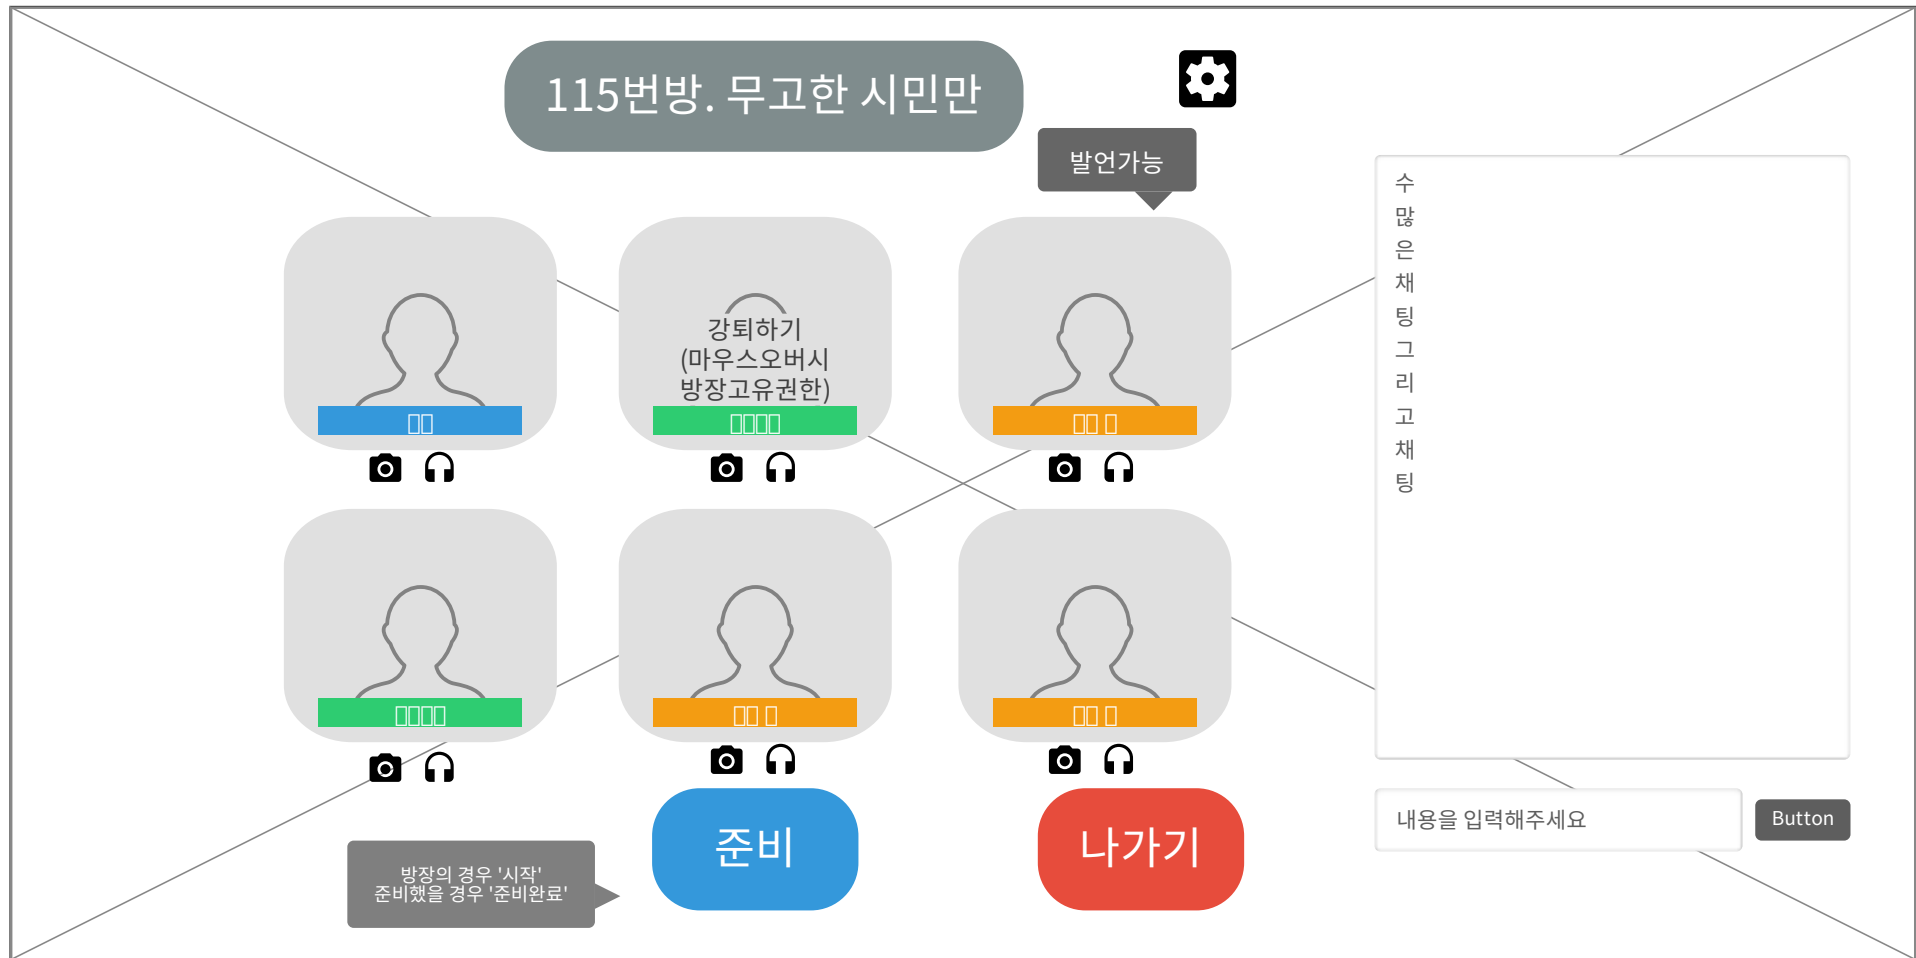 115번방. 무고한 시민만
발언가능
강퇴하기
(마우스오버시
방장고유권한)
수
많
은
채
팅
그
리
고
채
팅
내용을 입력해주세요
Button
준비
나가기
방장의 경우 '시작'
준비했을 경우 '준비완료'